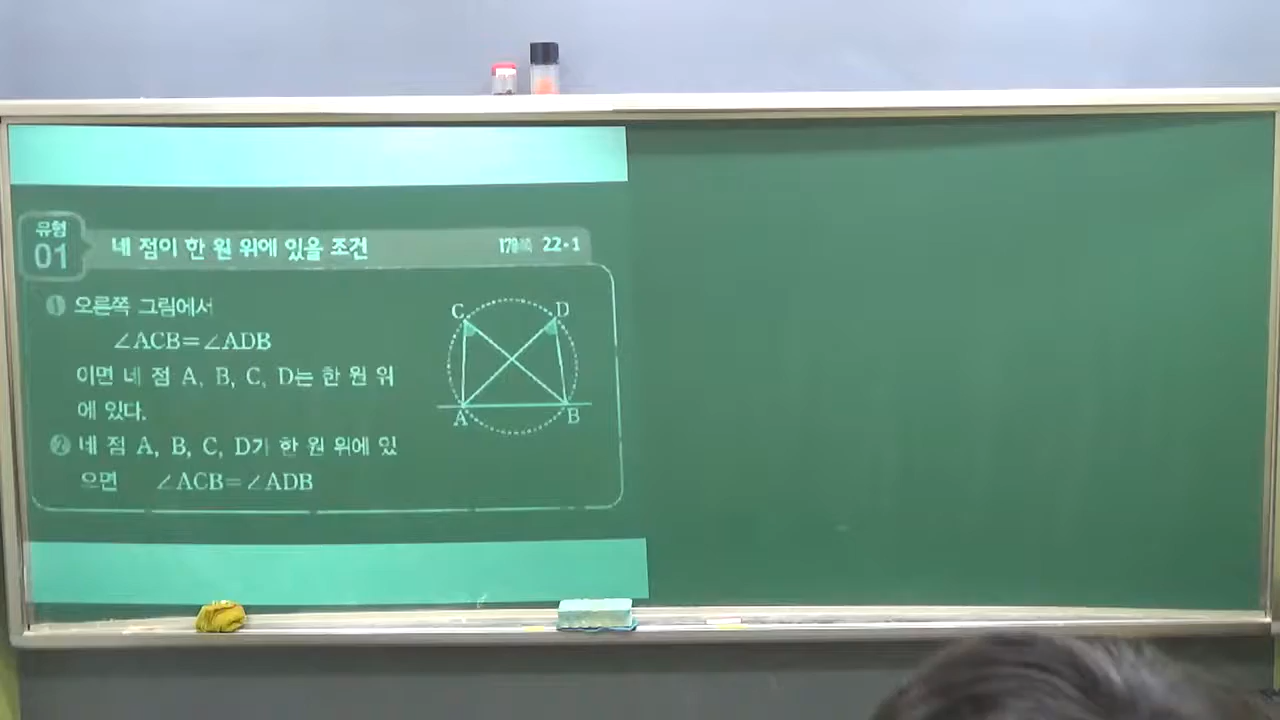 유형
01
네 점이 한 원 위에 있을 조건
22·1
❶ 오른쪽 그림에서
∠ACB=∠ADB
이면 네 점 A, B, C, D는 한 원 위
에 있다.
❷ 네 점 A, B, C, D가 한 원 위에 있
으면 ∠ACB=∠ADB
C D
A B